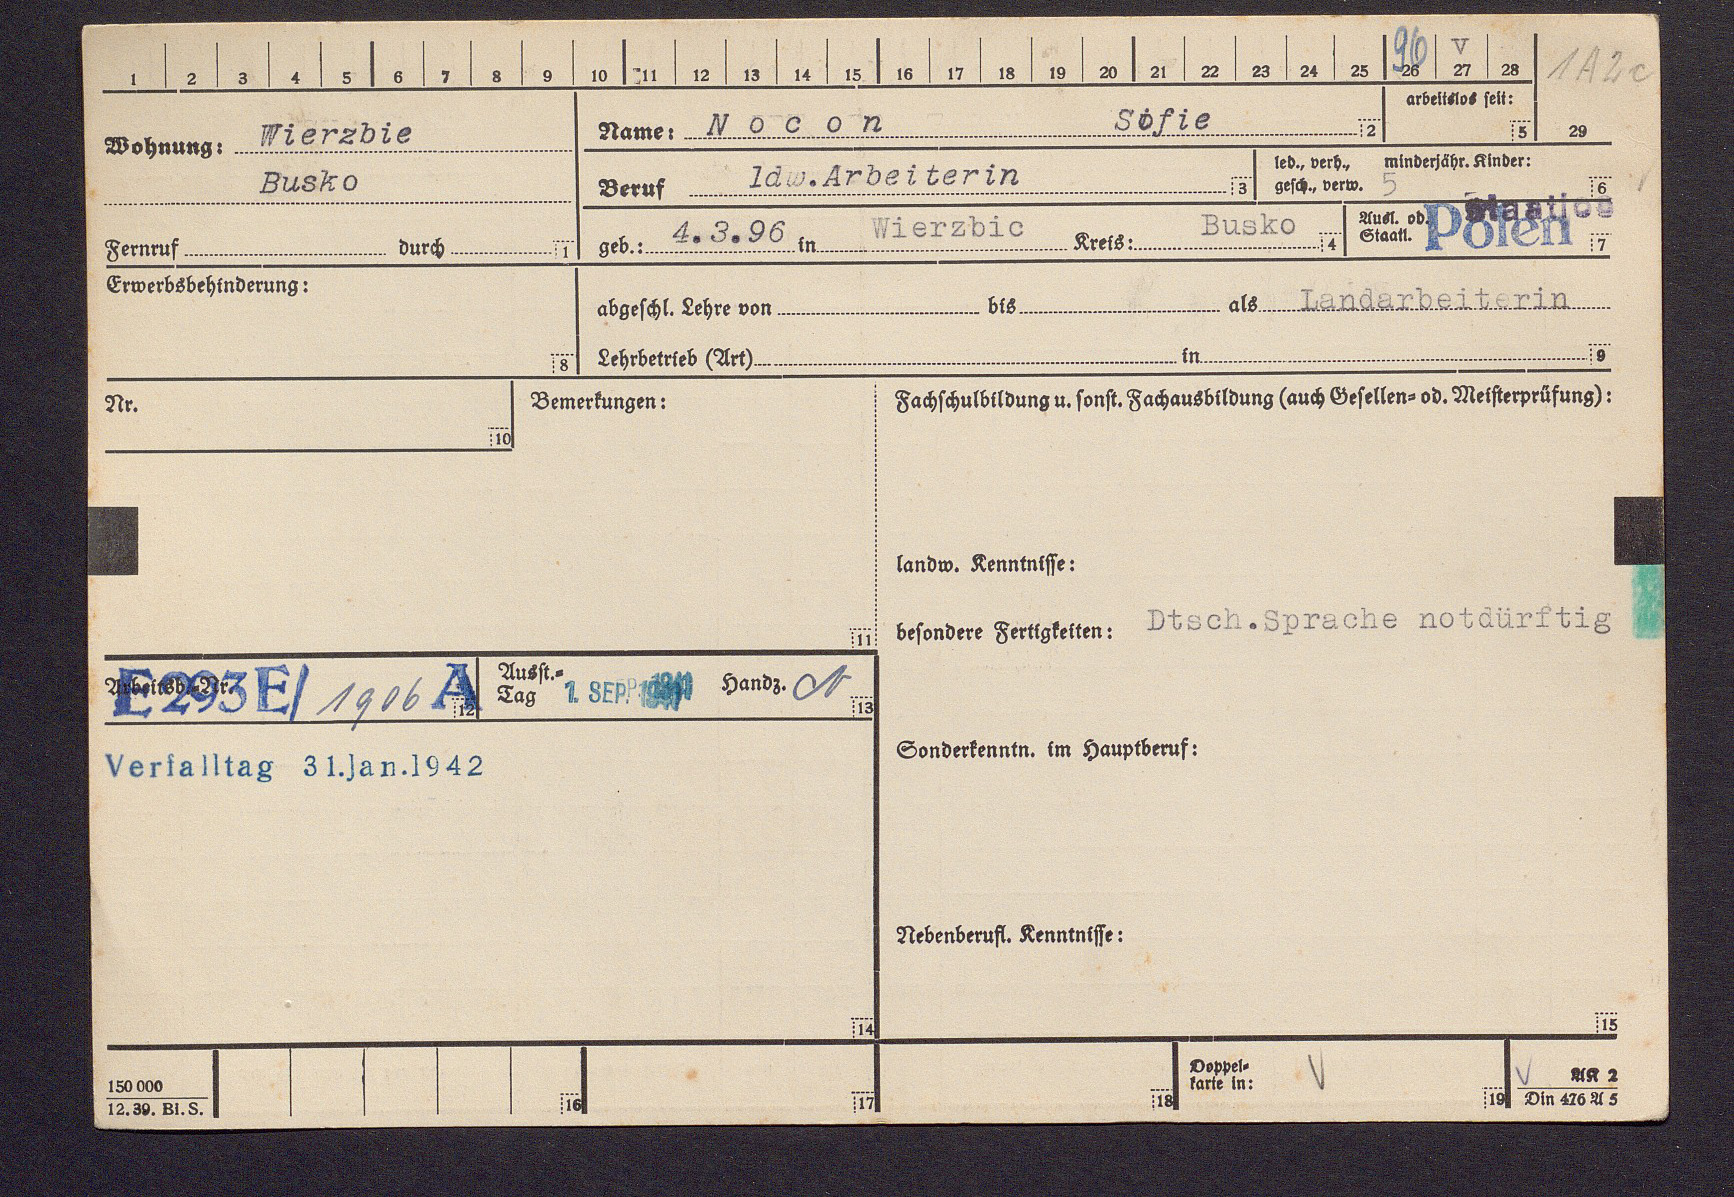 1 2 3 4 5 6 7 8 9 10 11 12 13 14 15 16 17 18 19 20 21 22 23 24 25 26 27 28 29
96 V
1A2c
Wohnung: Wierzbie
Busko
Fernruf durch 1
Name: Nocon Sofie 2
arbeitslos seit: 5
Beruf ldw.Arbeiterin 3
led., verh., gesch., verw.
minderjähr. Kinder: 5 6
geb.: 4.3.96 in Wierzbic Kreis: Busko 4
Ausl. od. Staatl. Polen Staatlos 7
Erwerbsbehinderung: 8
abgeschl. Lehre von bis als Landarbeiterin
Lehrbetrieb (Art) in 9
Nr. 10
Bemerkungen: 11
Fachschulbildung u. sonst. Fachausbildung (auch Gesellen- od. Meisterprüfung):
landw. Kenntnisse:
besondere Fertigkeiten: Dtsch.Sprache notdürftig
Arbeitsb.-Nr. E293E/ 1906 A 12
Ausst.-Tag 1. SEP. 1941 Handz. 13
Verfalltag 31.Jan.1942
Sonderkenntn. im Hauptberuf:
Nebenberufl. Kenntnisse:
14
15
150 000
12. 39. Bl. S.
16
17
18
Doppel-
karte in: V 19
V AK 2
Din 476 A 5